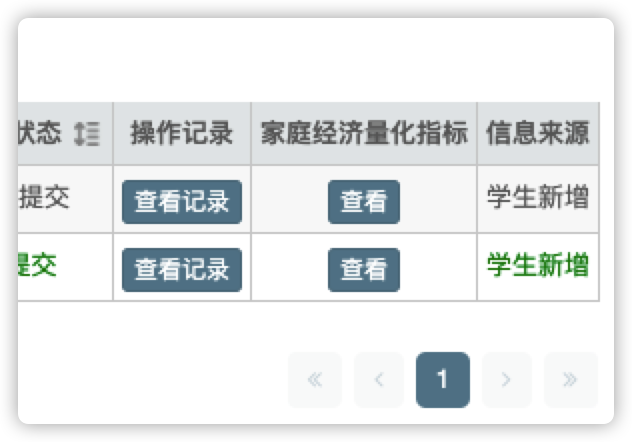 状态 操作记录 家庭经济量化指标 信息来源
提交 查看记录 查看 学生新增
提交 查看记录 查看 学生新增
« ‹ 1 › »